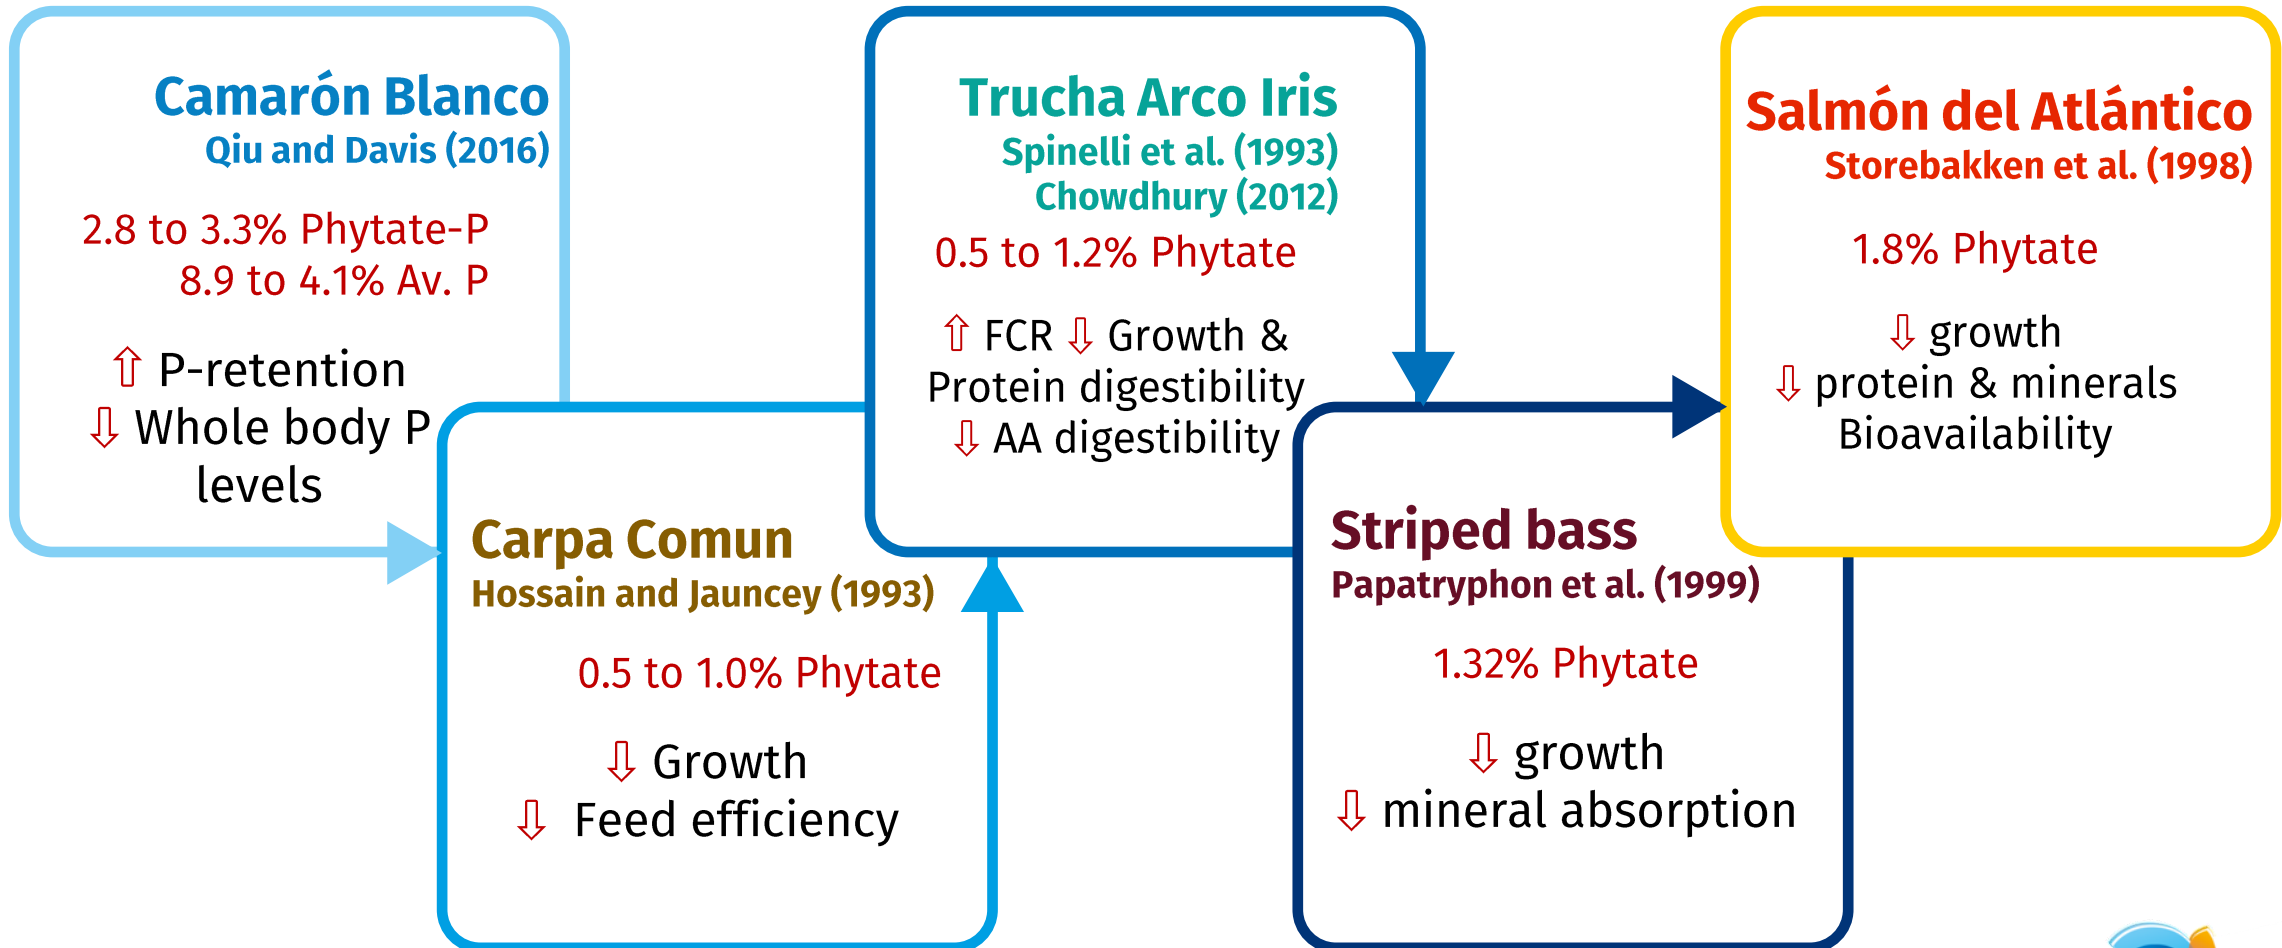 Camarón Blanco
Qiu and Davis (2016)
2.8 to 3.3% Phytate-P
8.9 to 4.1% Av. P
⇧ P-retention
⇩ Whole body P
levels
Carpa Comun
Hossain and Jauncey (1993)
0.5 to 1.0% Phytate
⇩ Growth
⇩ Feed efficiency
Trucha Arco Iris
Spinelli et al. (1993)
Chowdhury (2012)
0.5 to 1.2% Phytate
⇧ FCR ⇩ Growth &
Protein digestibility
⇩ AA digestibility
Striped bass
Papatryphon et al. (1999)
1.32% Phytate
⇩ growth
⇩ mineral absorption
Salmón del Atlántico
Storebakken et al. (1998)
1.8% Phytate
⇩ growth
⇩ protein & minerals
Bioavailability